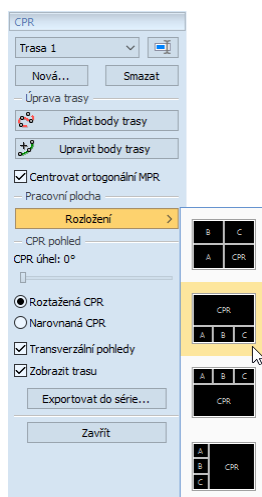 CPR
Trasa 1
Nová... Smazat
Úprava trasy
Přidat body trasy
Upravit body trasy
Centrovat ortogonální MPR
Pracovní plocha
Rozložení
CPR pohled
CPR úhel: 0°
Roztažená CPR
Narovnaná CPR
Transverzální pohledy
Zobrazit trasu
Exportovat do série...
Zavřít
B C
A CPR
CPR
A B C
A B C
CPR
A
B CPR
C